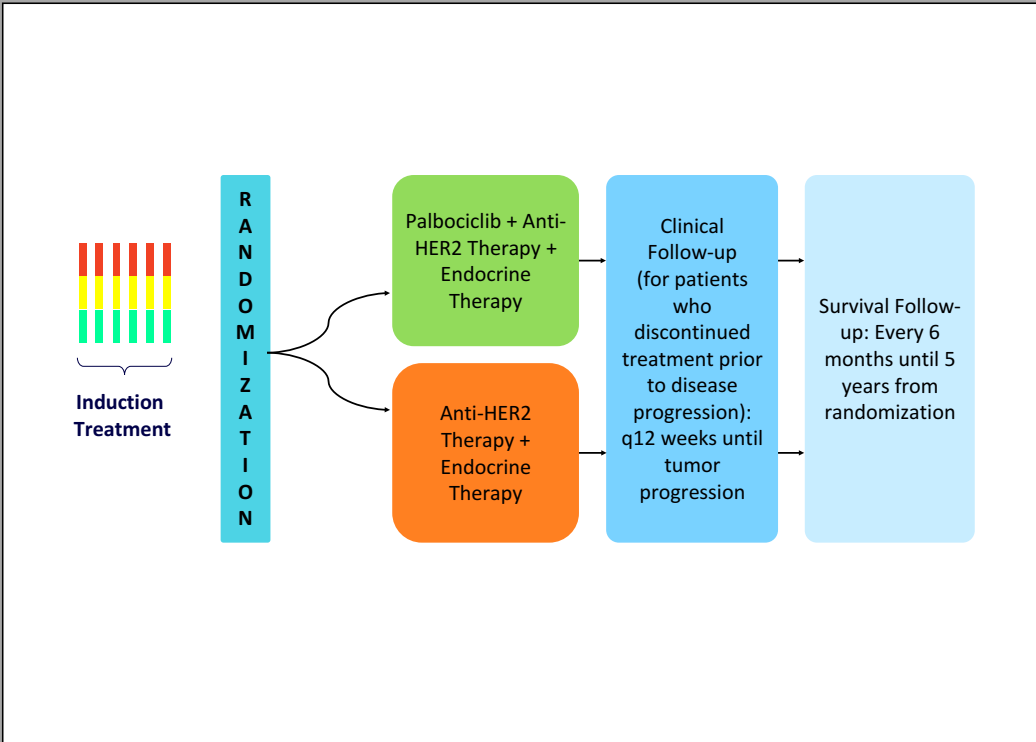 Induction
Treatment
R
A
N
D
O
M
I
Z
A
T
I
O
N
Palbociclib + Anti-
HER2 Therapy +
Endocrine
Therapy
Anti-HER2
Therapy +
Endocrine
Therapy
Clinical
Follow-up
(for patients
who
discontinued
treatment prior
to disease
progression):
q12 weeks until
tumor
progression
Survival Follow-
up: Every 6
months until 5
years from
randomization